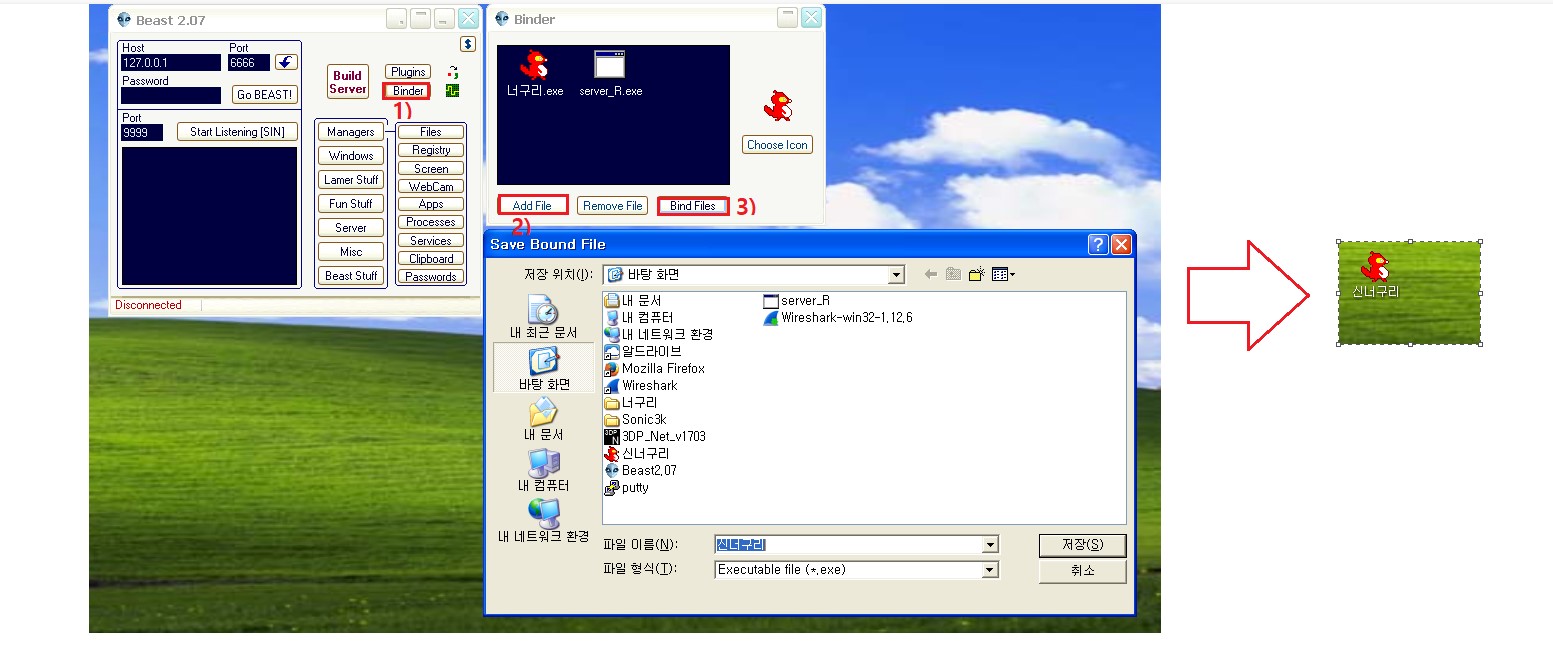 Beast 2.07
Host
Port
127.0.0.1
6666
Password
Go BEAST!
Port
9999
Start Listening [SIN]
Build
Server
Plugins
Binder
1)
$
Managers
Windows
Lamer Stuff
Fun Stuff
Server
Misc
Beast Stuff
Files
Registry
Screen
WebCam
Apps
Processes
Services
Clipboard
Passwords
Disconnected
Binder
너구리.exe
server_R.exe
Choose Icon
Add File
Remove File
Bind Files
2)
3)
Save Bound File
저장 위치(I):
바탕 화면
내 최근 문서
바탕 화면
내 문서
내 컴퓨터
내 네트워크 환경
내 문서
내 컴퓨터
내 네트워크 환경
알드라이브
Mozilla Firefox
Wireshark
너구리
Sonic3k
3DP_Net_v1703
신너구리
Beast2,07
putty
server_R
Wireshark-win32-1,12,6
파일 이름(N):
신너구리
저장(S)
파일 형식(T):
Executable file (*,exe)
취소
신너구리